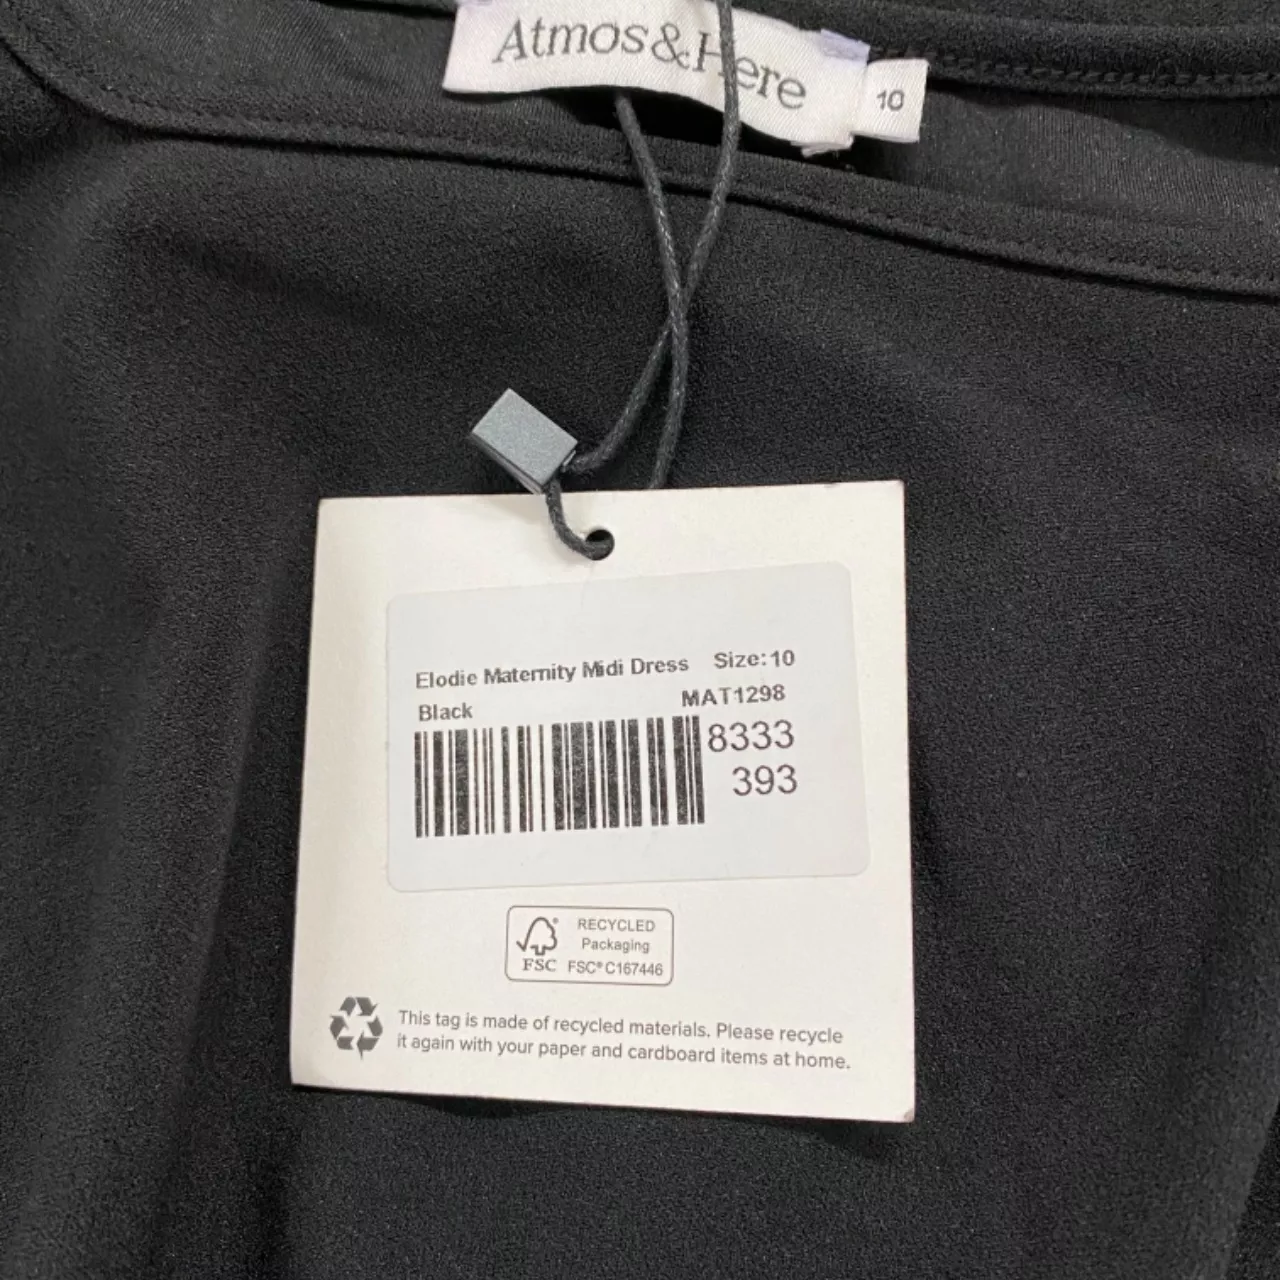 Atmos&Here
10
Elodie Maternity Midi Dress Size:10
Black MAT1298
8333
393
RECYCLED
Packaging
FSC FSC® C167446
This tag is made of recycled materials. Please recycle
it again with your paper and cardboard items at home.